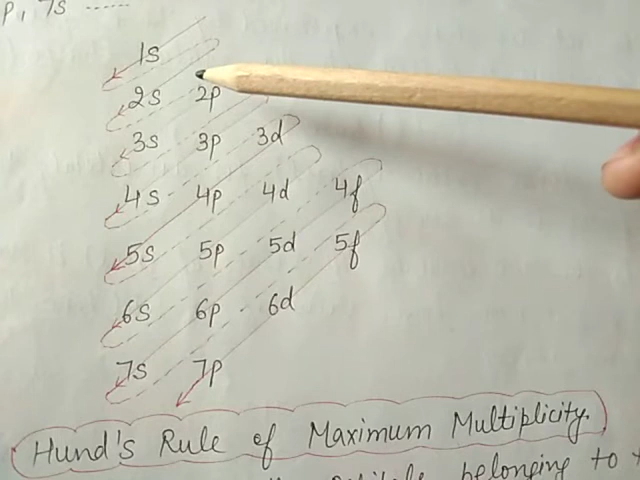 p, 7s ......
1s
2s 2p
3s 3p 3d
4s 4p 4d 4f
5s 5p 5d 5f
6s 6p 6d
7s 7p
Hund's Rule of Maximum Multiplicity.
belonging to